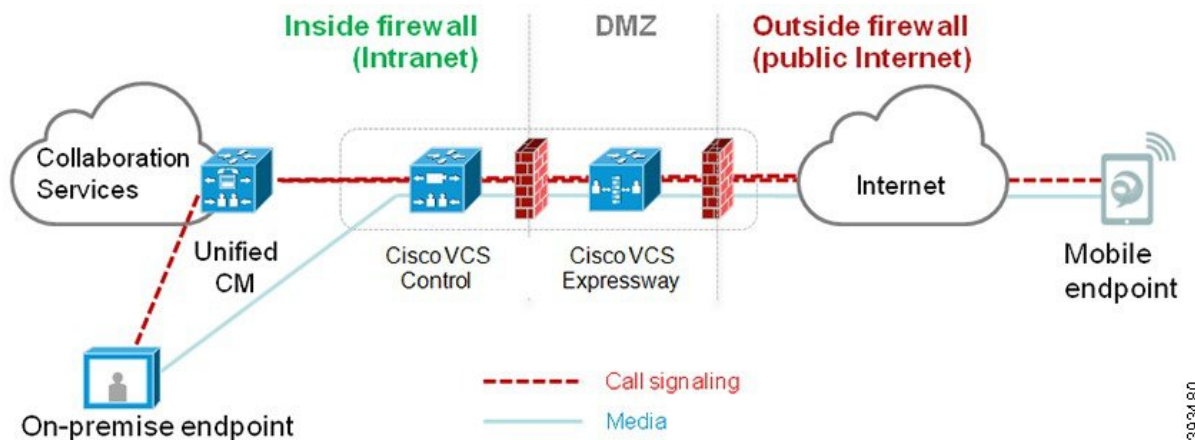 Inside firewall
(Intranet)
DMZ
Outside firewall
(public Internet)
Collaboration
Services
Unified
CM
Cisco VCS
Control
Cisco VCS
Expressway
Internet
Mobile
endpoint
On-premise endpoint
Call signaling
Media
393480